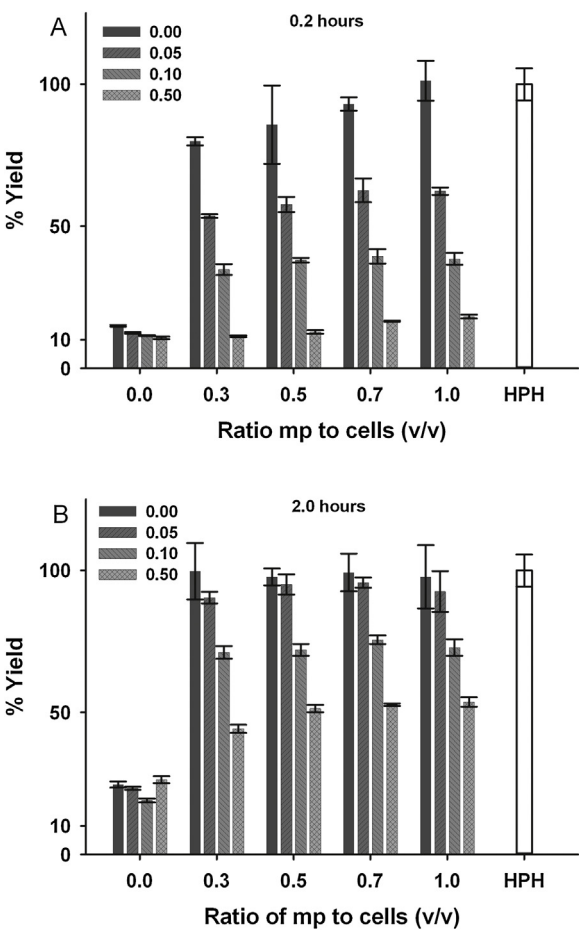 A
0.2 hours
0.00
0.05
0.10
0.50
100
50
10
0
% Yield
0.0 0.3 0.5 0.7 1.0 HPH
Ratio mp to cells (v/v)
B
2.0 hours
0.00
0.05
0.10
0.50
100
50
10
0
% Yield
0.0 0.3 0.5 0.7 1.0 HPH
Ratio of mp to cells (v/v)